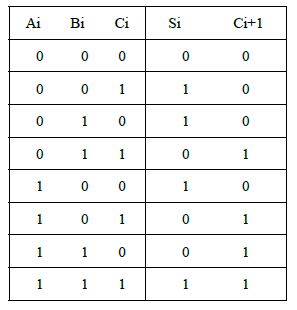 Ai Bi Ci Si Ci+1
0 0 0 0 0
0 0 1 1 0
0 1 0 1 0
0 1 1 0 1
1 0 0 1 0
1 0 1 0 1
1 1 0 0 1
1 1 1 1 1